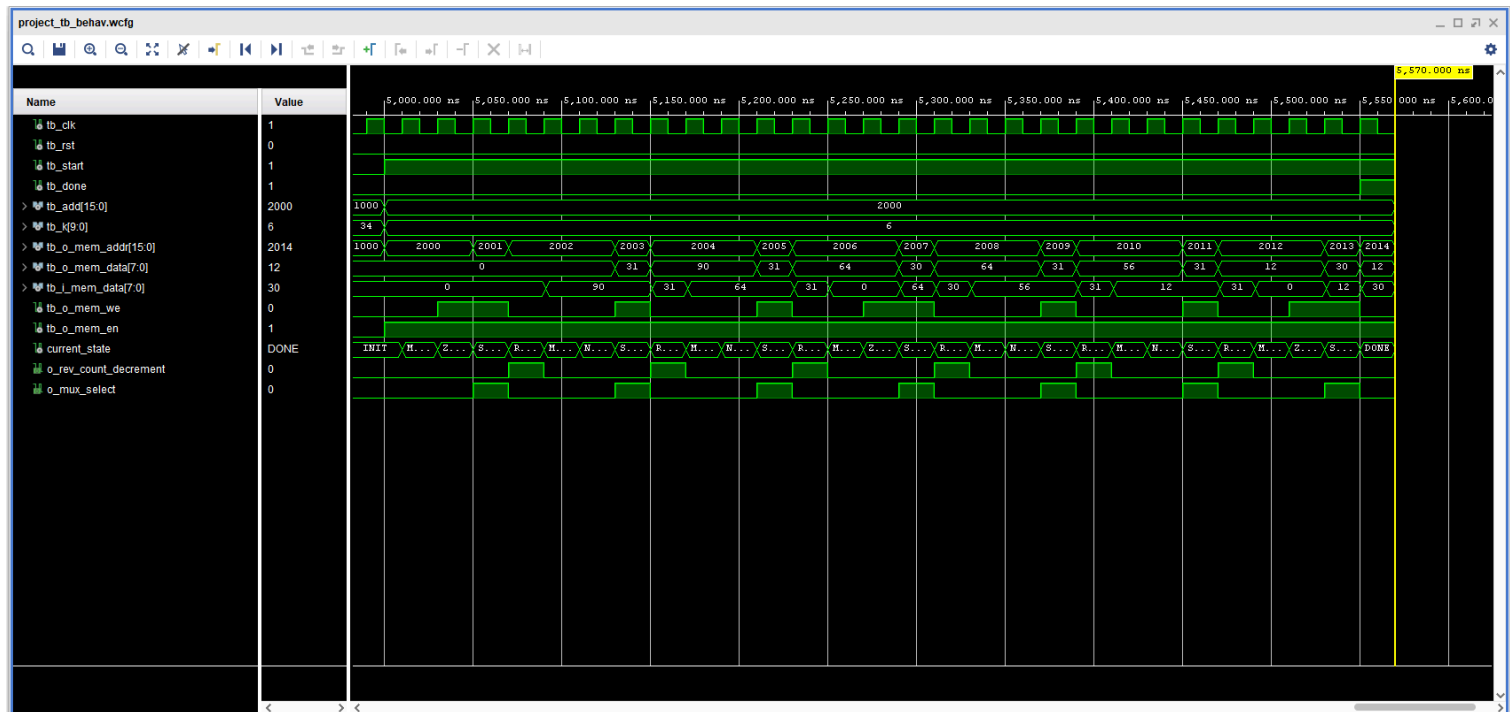 project_tb_behav.wcfg
5,570.000 ns
Name Value 5,000.000 ns 5,050.000 ns 5,100.000 ns 5,150.000 ns 5,200.000 ns 5,250.000 ns 5,300.000 ns 5,350.000 ns 5,400.000 ns 5,450.000 ns 5,500.000 ns 5,550.000 ns 5,600.0
tb_clk 1
tb_rst 0
tb_start 1
tb_done 1
tb_add[15:0] 2000 1000 2000
tb_k[9:0] 6 34 6
tb_o_mem_addr[15:0] 2014 1000 2000 2001 2002 2003 2004 2005 2006 2007 2008 2009 2010 2011 2012 2013 2014
tb_o_mem_data[7:0] 12 0 31 90 31 64 30 64 31 56 31 12 30 12
tb_i_mem_data[7:0] 30 0 90 31 64 31 0 64 30 56 31 12 31 0 12 30
tb_o_mem_we 0
tb_o_mem_en 1
current_state DONE INIT M... Z... S... R... M... N... S... R... M... N... S... R... M... Z... S... R... M... N... S... R... M... N... S... R... M... Z... S... DONE
o_rev_count_decrement 0
o_mux_select 0